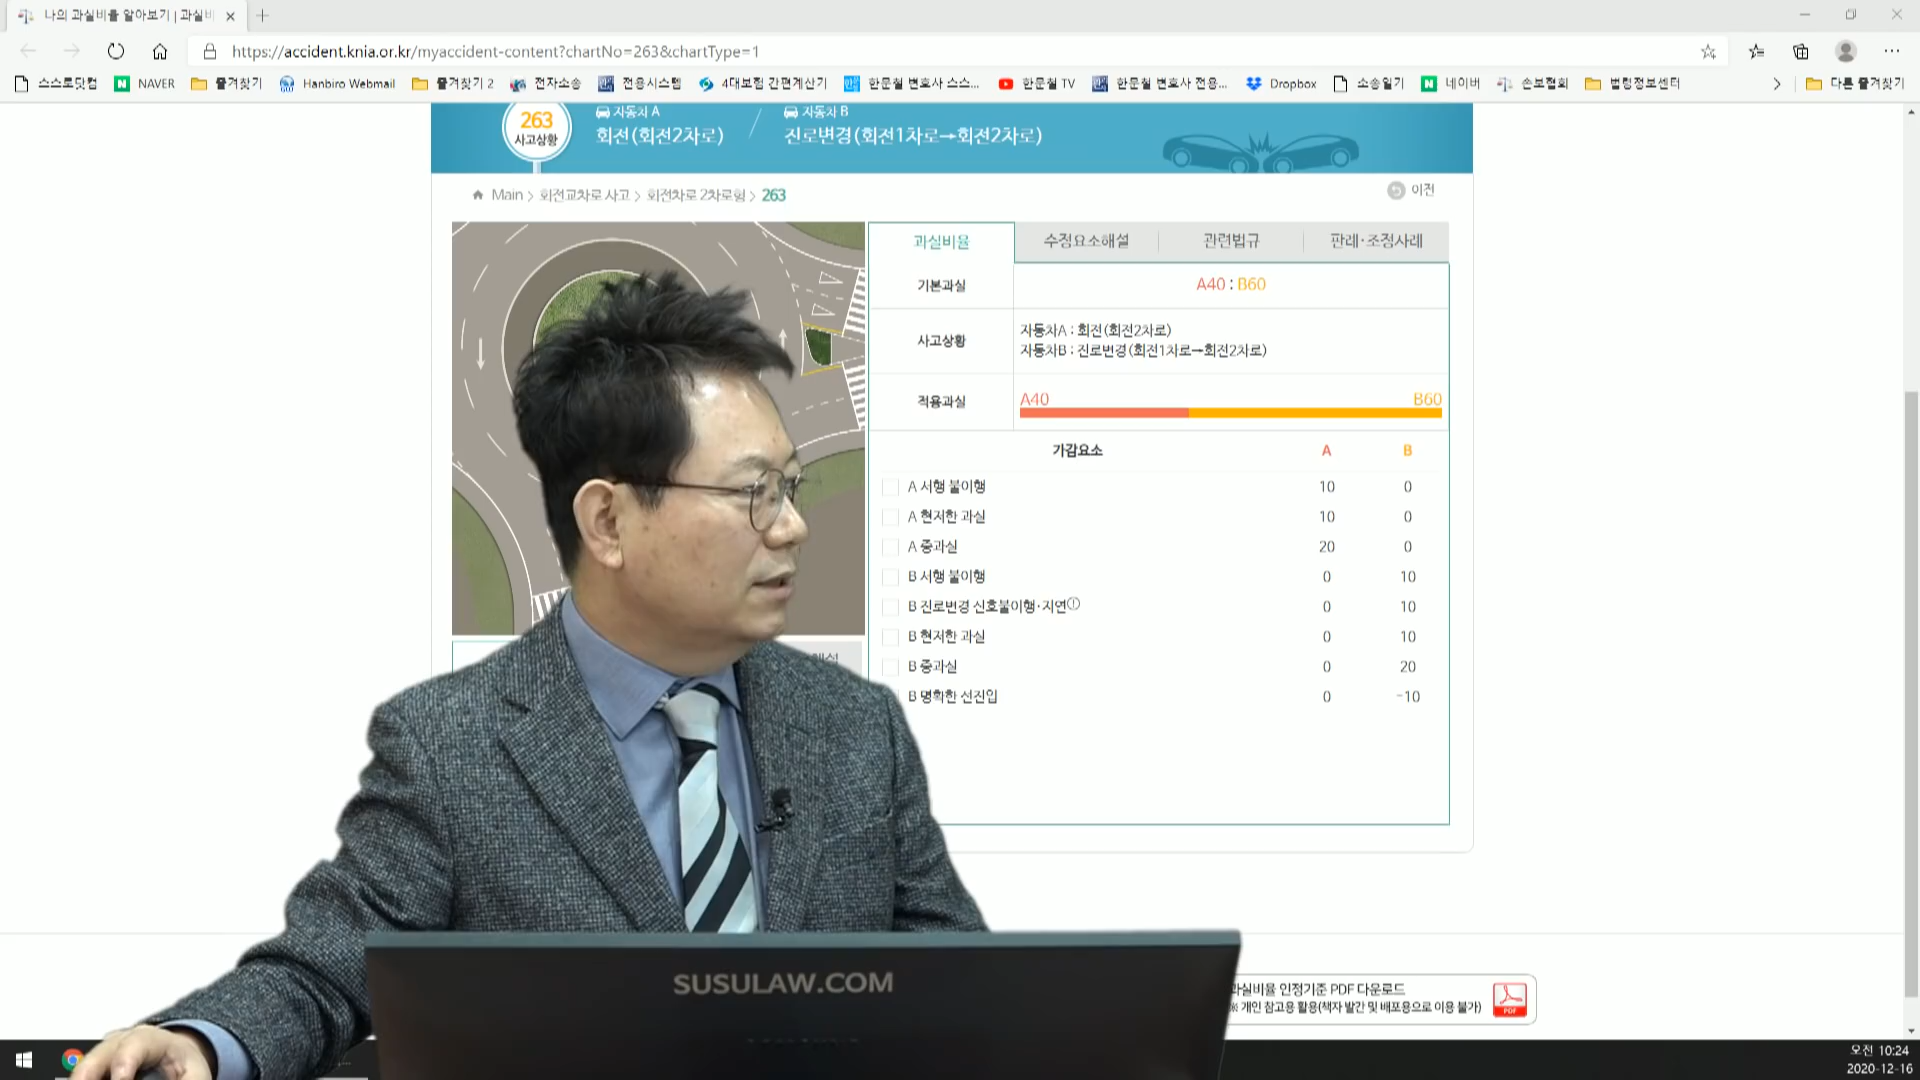 나의 과실비율 알아보기 | 과실비
https://accident.knia.or.kr/myaccident-content?chartNo=263&chartType=1
스스로닷컴
NAVER
즐겨찾기
Hanbiro Webmail
즐겨찾기 2
전자소송
전용시스템
4대보험 간편계산기
한문철 변호사 스스...
한문철 TV
한문철 변호사 전용...
Dropbox
소송일기
네이버
손보협회
법령정보센터
다른 즐겨찾기
263
사고상황
자동차 A
회전(회전2차로)
자동차 B
진로변경(회전1차로→회전2차로)
Main > 회전교차로 사고 > 회전차로 2차로형 > 263
이전
과실비율
수정요소해설
관련법규
판례·조정사례
기본과실
A40 : B60
사고상황
자동차A : 회전(회전2차로)
자동차B : 진로변경(회전1차로→회전2차로)
적용과실
A40
B60
가감요소 A B
A 서행 불이행 10 0
A 현저한 과실 10 0
A 중과실 20 0
B 서행 불이행 0 10
B 진로변경 신호불이행·지연 0 10
B 현저한 과실 0 10
B 중과실 0 20
B 명확한 선진입 0 -10
SUSULAW.COM
과실비율 인정기준 PDF 다운로드
※ 개인 참고용 활용(책자 발간 및 배포용으로 이용 불가)
PDF
오전 10:24
2020-12-16